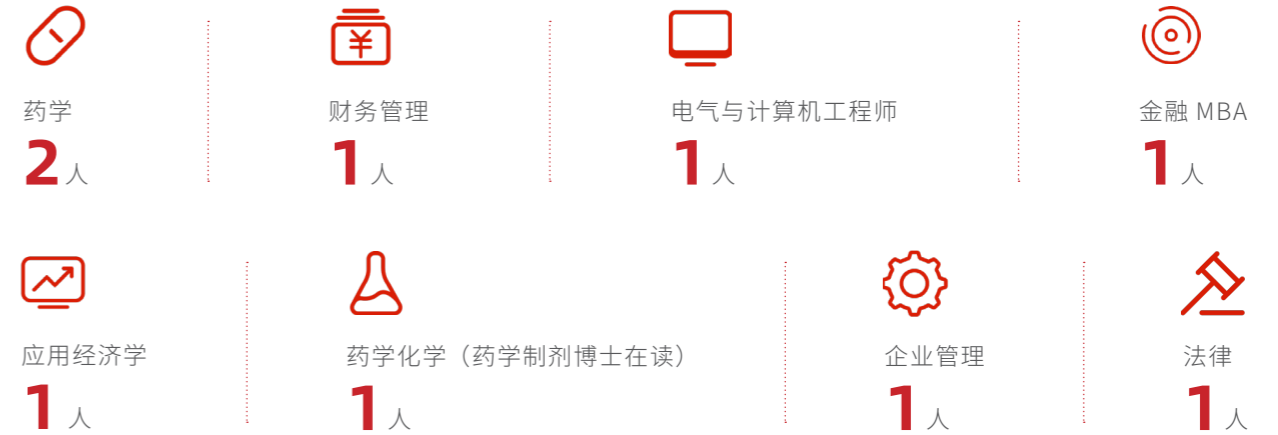 药学
2人
财务管理
¥
1人
电气与计算机工程师
1人
金融 MBA
1人
应用经济学
1人
药学化学（药学制剂博士在读）
1人
企业管理
1人
法律
1人